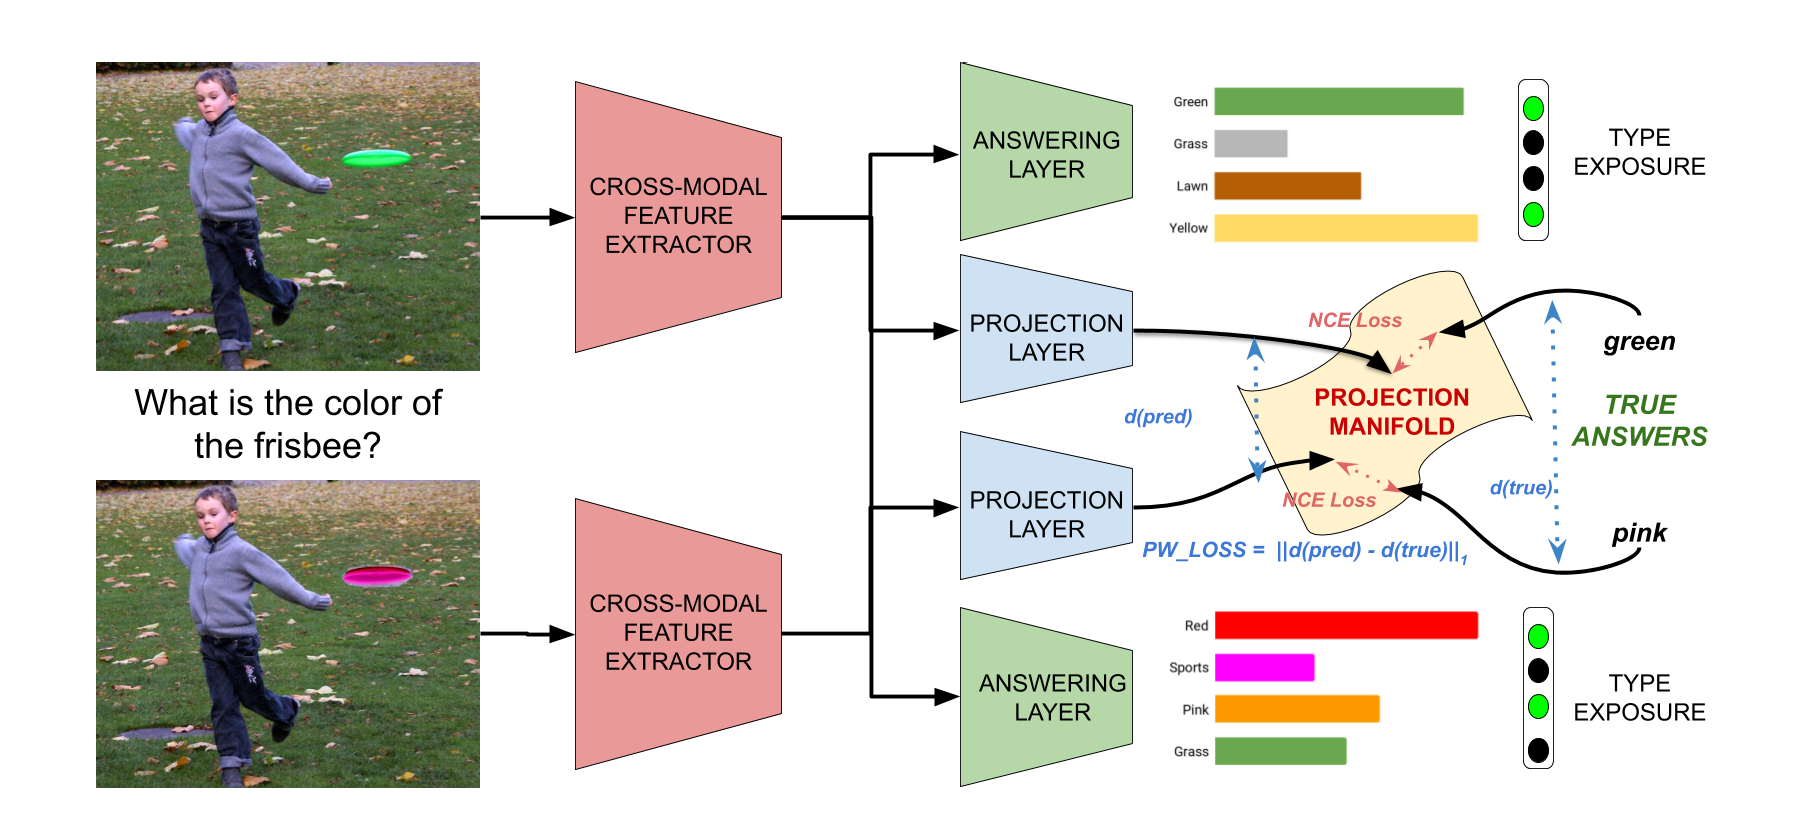 What is the color of
the frisbee?
CROSS-MODAL
FEATURE
EXTRACTOR
CROSS-MODAL
FEATURE
EXTRACTOR
ANSWERING
LAYER
Green
Grass
Lawn
Yellow
TYPE
EXPOSURE
PROJECTION
LAYER
NCE Loss
green
d(pred)
PROJECTION
MANIFOLD
TRUE
ANSWERS
PROJECTION
LAYER
NCE Loss
d(true)
pink
PW_LOSS = ||d(pred) - d(true)||1
ANSWERING
LAYER
Red
Sports
Pink
Grass
TYPE
EXPOSURE